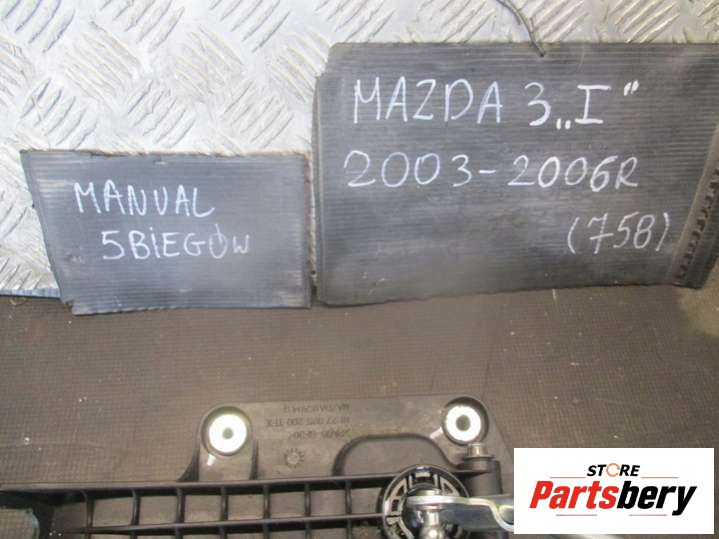 MAZDA 3 „I“
2003-2006R
(758)
MANUAL
5BIEGÓW
STORE
Partsbery